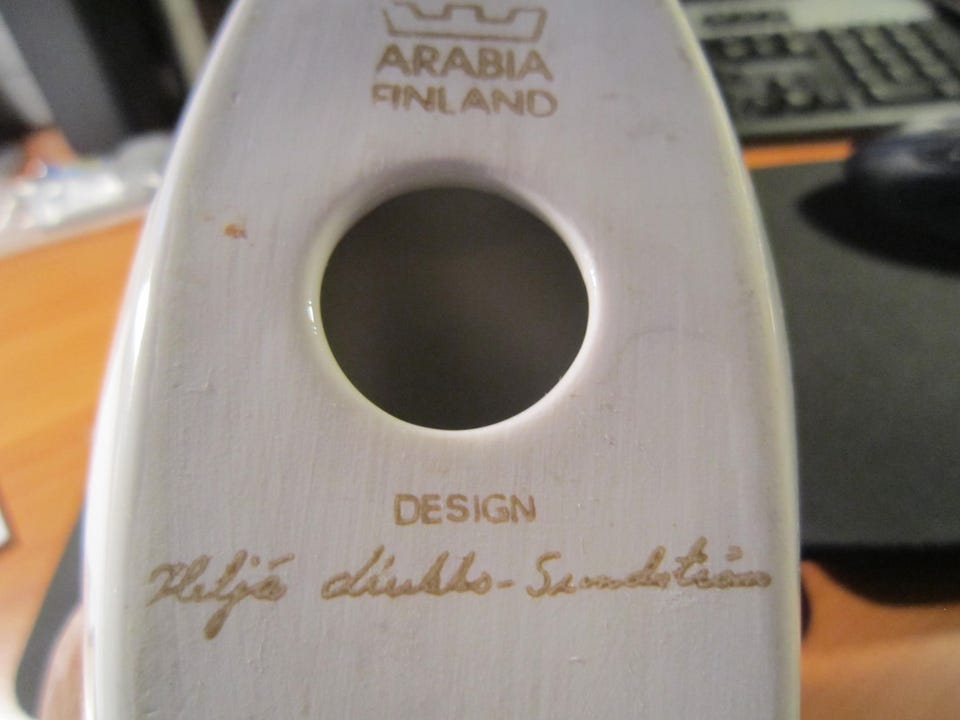 ARABIA
FINLAND
DESIGN
Heljä Liukko-Sundström